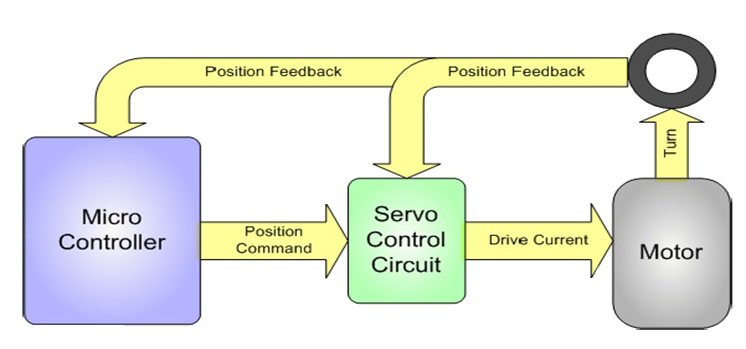 Position Feedback
Position Feedback
Turn
Micro
Controller
Position
Command
Servo
Control
Circuit
Drive Current
Motor